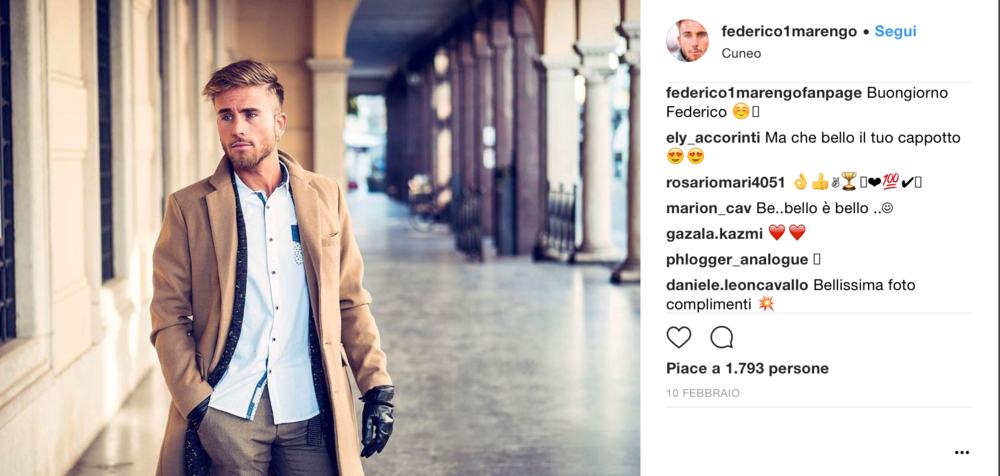 federico1marengo • Segui
Cuneo
federico1marengofanpage Buongiorno
Federico ☺️
ely_accorinti Ma che bello il tuo cappotto
😍😍
rosariomari4051 👌👍✌🏆❤💯✔
marion_cav Be..bello è bello ..☺
gazala.kazmi ❤️❤️
phlogger_analogue
daniele.leoncavallo Bellissima foto
complimenti 💥
Piace a 1.793 persone
10 FEBBRAIO